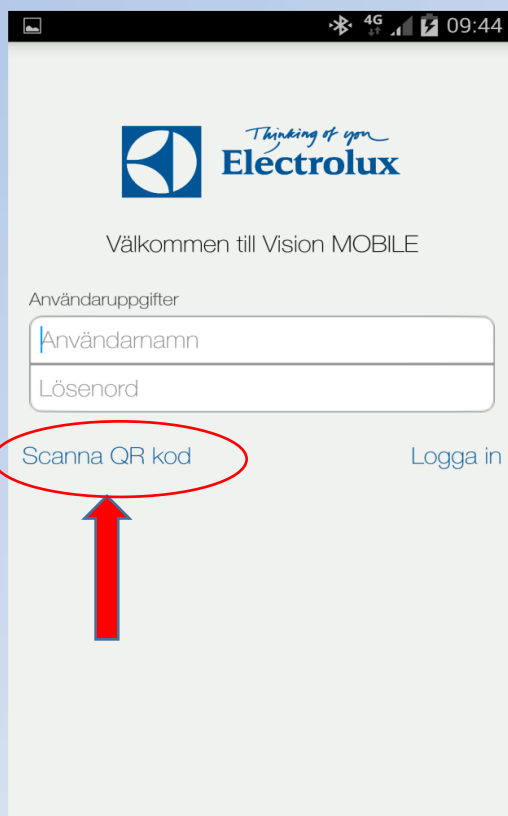 4G 09:44
Thinking of you
Electrolux
Välkommen till Vision MOBILE
Användaruppgifter
Användarnamn
Lösenord
Scanna QR kod Logga in